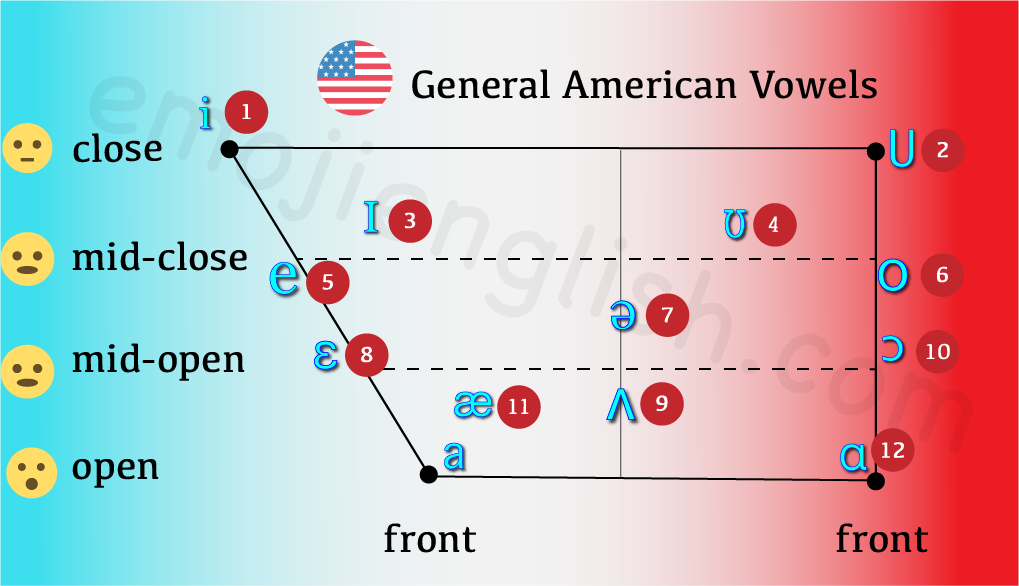 General American Vowels
i 1
close
U 2
I 3
ʊ 4
mid-close
e 5
o 6
ə 7
mid-open
ɛ 8
ɔ 10
æ 11
ʌ 9
open
a
ɑ 12
front
front
emojienglish.com